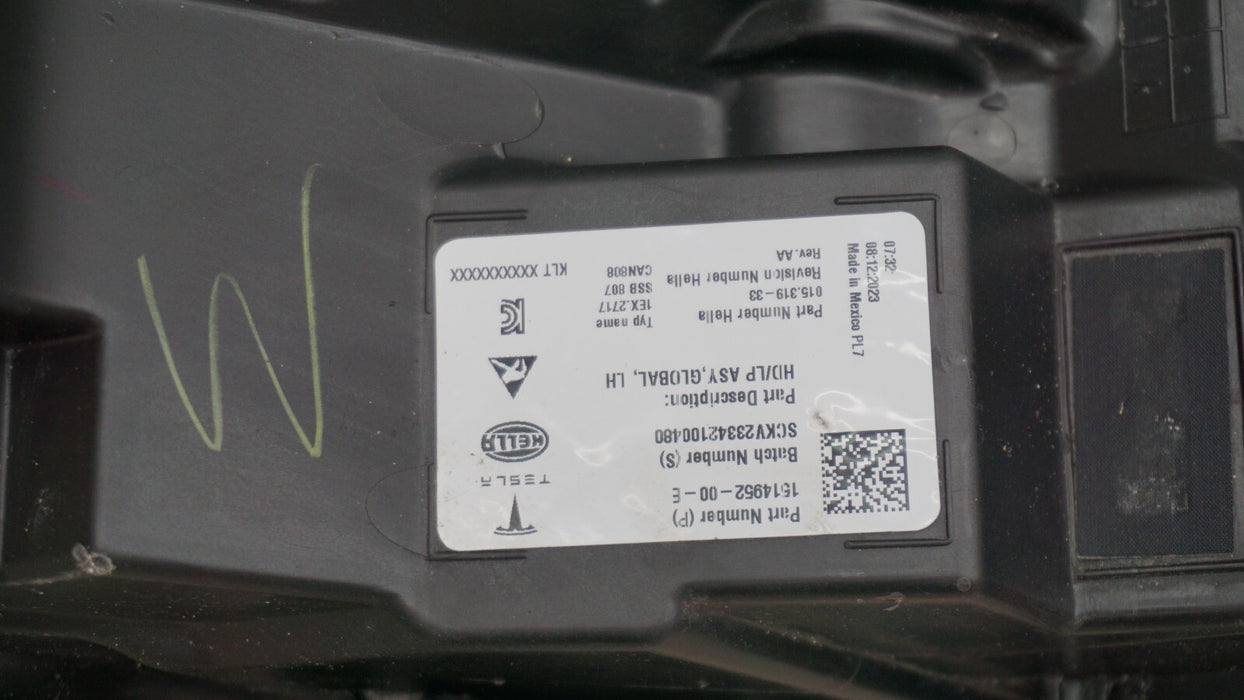 TESLA
HELLA
KLT XXXXXXXXXX
Part Number (P)
1514952-00-E
Batch Number (S)
SCKV23342100480
Part Description:
HD/LP ASY,GLOBAL, LH
Part Number Hella
015.319-33
Revision Number Hella
Rev.AA
Typ name
1EX.2717
SSB 807
CAN808
07:32
08:12:2023
Made in Mexico PL7
W